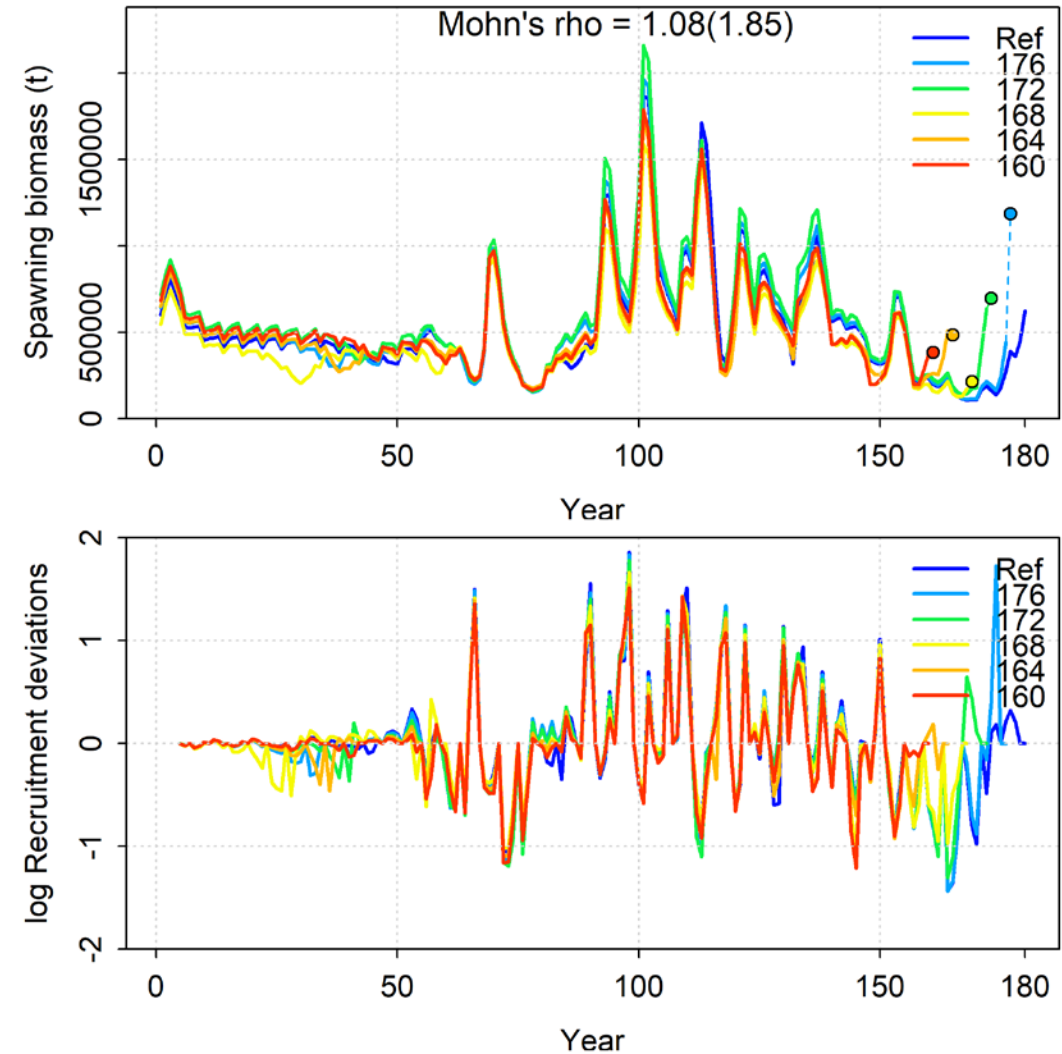 Mohn's rho = 1.08(1.85)
Spawning biomass (t)
0 500000 1500000
Ref
176
172
168
164
160
0 50 100 150 180
Year
log Recruitment deviations
-2 -1 0 1 2
Ref
176
172
168
164
160
0 50 100 150 180
Year